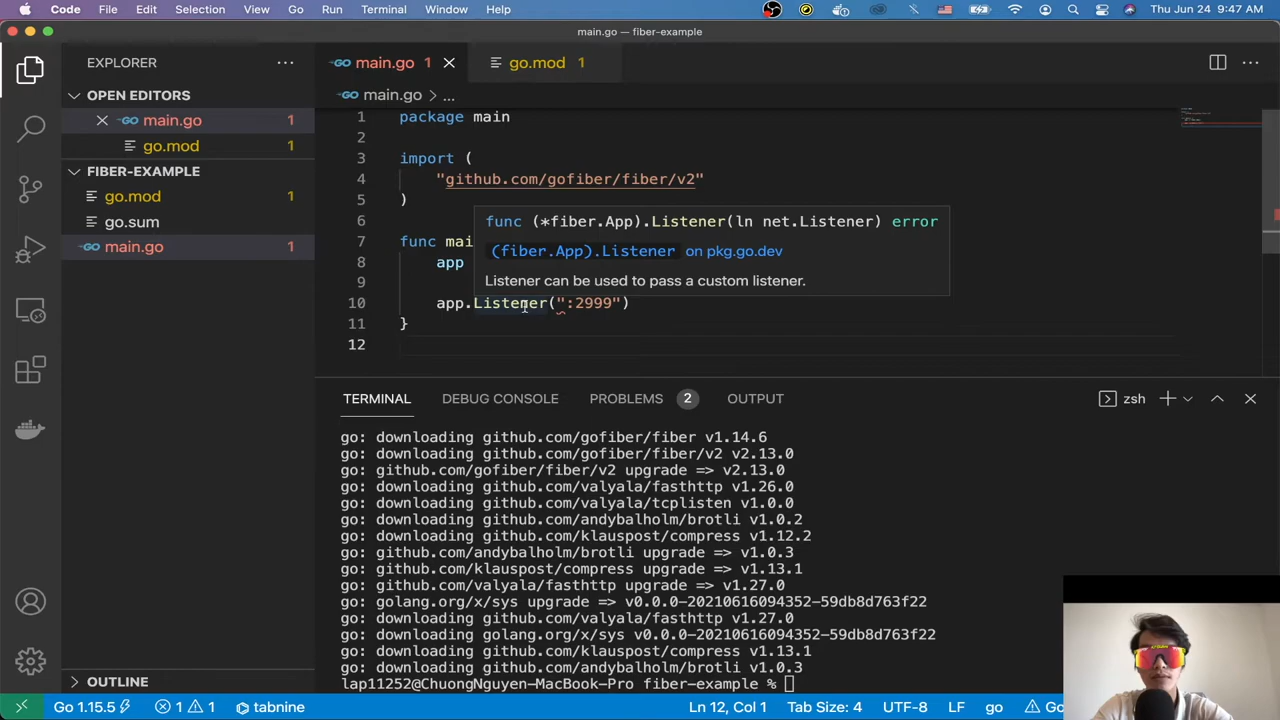 Code File Edit Selection View Go Run Terminal Window Help Thu Jun 24 9:47 AM
main.go — fiber-example
EXPLORER
main.go 1
go.mod 1
OPEN EDITORS
main.go > ...
main.go 1
go.mod 1
FIBER-EXAMPLE
go.mod 1
go.sum
main.go 1
1 package main
2
3 import (
4 "github.com/gofiber/fiber/v2"
5 )
6
func (*fiber.App).Listener(ln net.Listener) error
7 func mai
(fiber.App).Listener on pkg.go.dev
8 app
9
Listener can be used to pass a custom listener.
10 app.Listener(":2999")
11 }
12
TERMINAL DEBUG CONSOLE PROBLEMS 2 OUTPUT
zsh
go: downloading github.com/gofiber/fiber v1.14.6
go: downloading github.com/gofiber/fiber/v2 v2.13.0
go: github.com/gofiber/fiber/v2 upgrade => v2.13.0
go: downloading github.com/valyala/fasthttp v1.26.0
go: downloading github.com/valyala/tcplisten v1.0.0
go: downloading github.com/andybalholm/brotli v1.0.2
go: downloading github.com/klauspost/compress v1.12.2
go: github.com/andybalholm/brotli upgrade => v1.0.3
go: github.com/klauspost/compress upgrade => v1.13.1
go: github.com/valyala/fasthttp upgrade => v1.27.0
go: golang.org/x/sys upgrade => v0.0.0-20210616094352-59db8d763f22
go: downloading github.com/valyala/fasthttp v1.27.0
go: downloading golang.org/x/sys v0.0.0-20210616094352-59db8d763f22
go: downloading github.com/klauspost/compress v1.13.1
go: downloading github.com/andybalholm/brotli v1.0.3
lap11252@ChuongNguyen-MacBook-Pro fiber-example %
OUTLINE
Go 1.15.5 1 1 tabnine
Ln 12, Col 1 Tab Size: 4 UTF-8 LF go Go